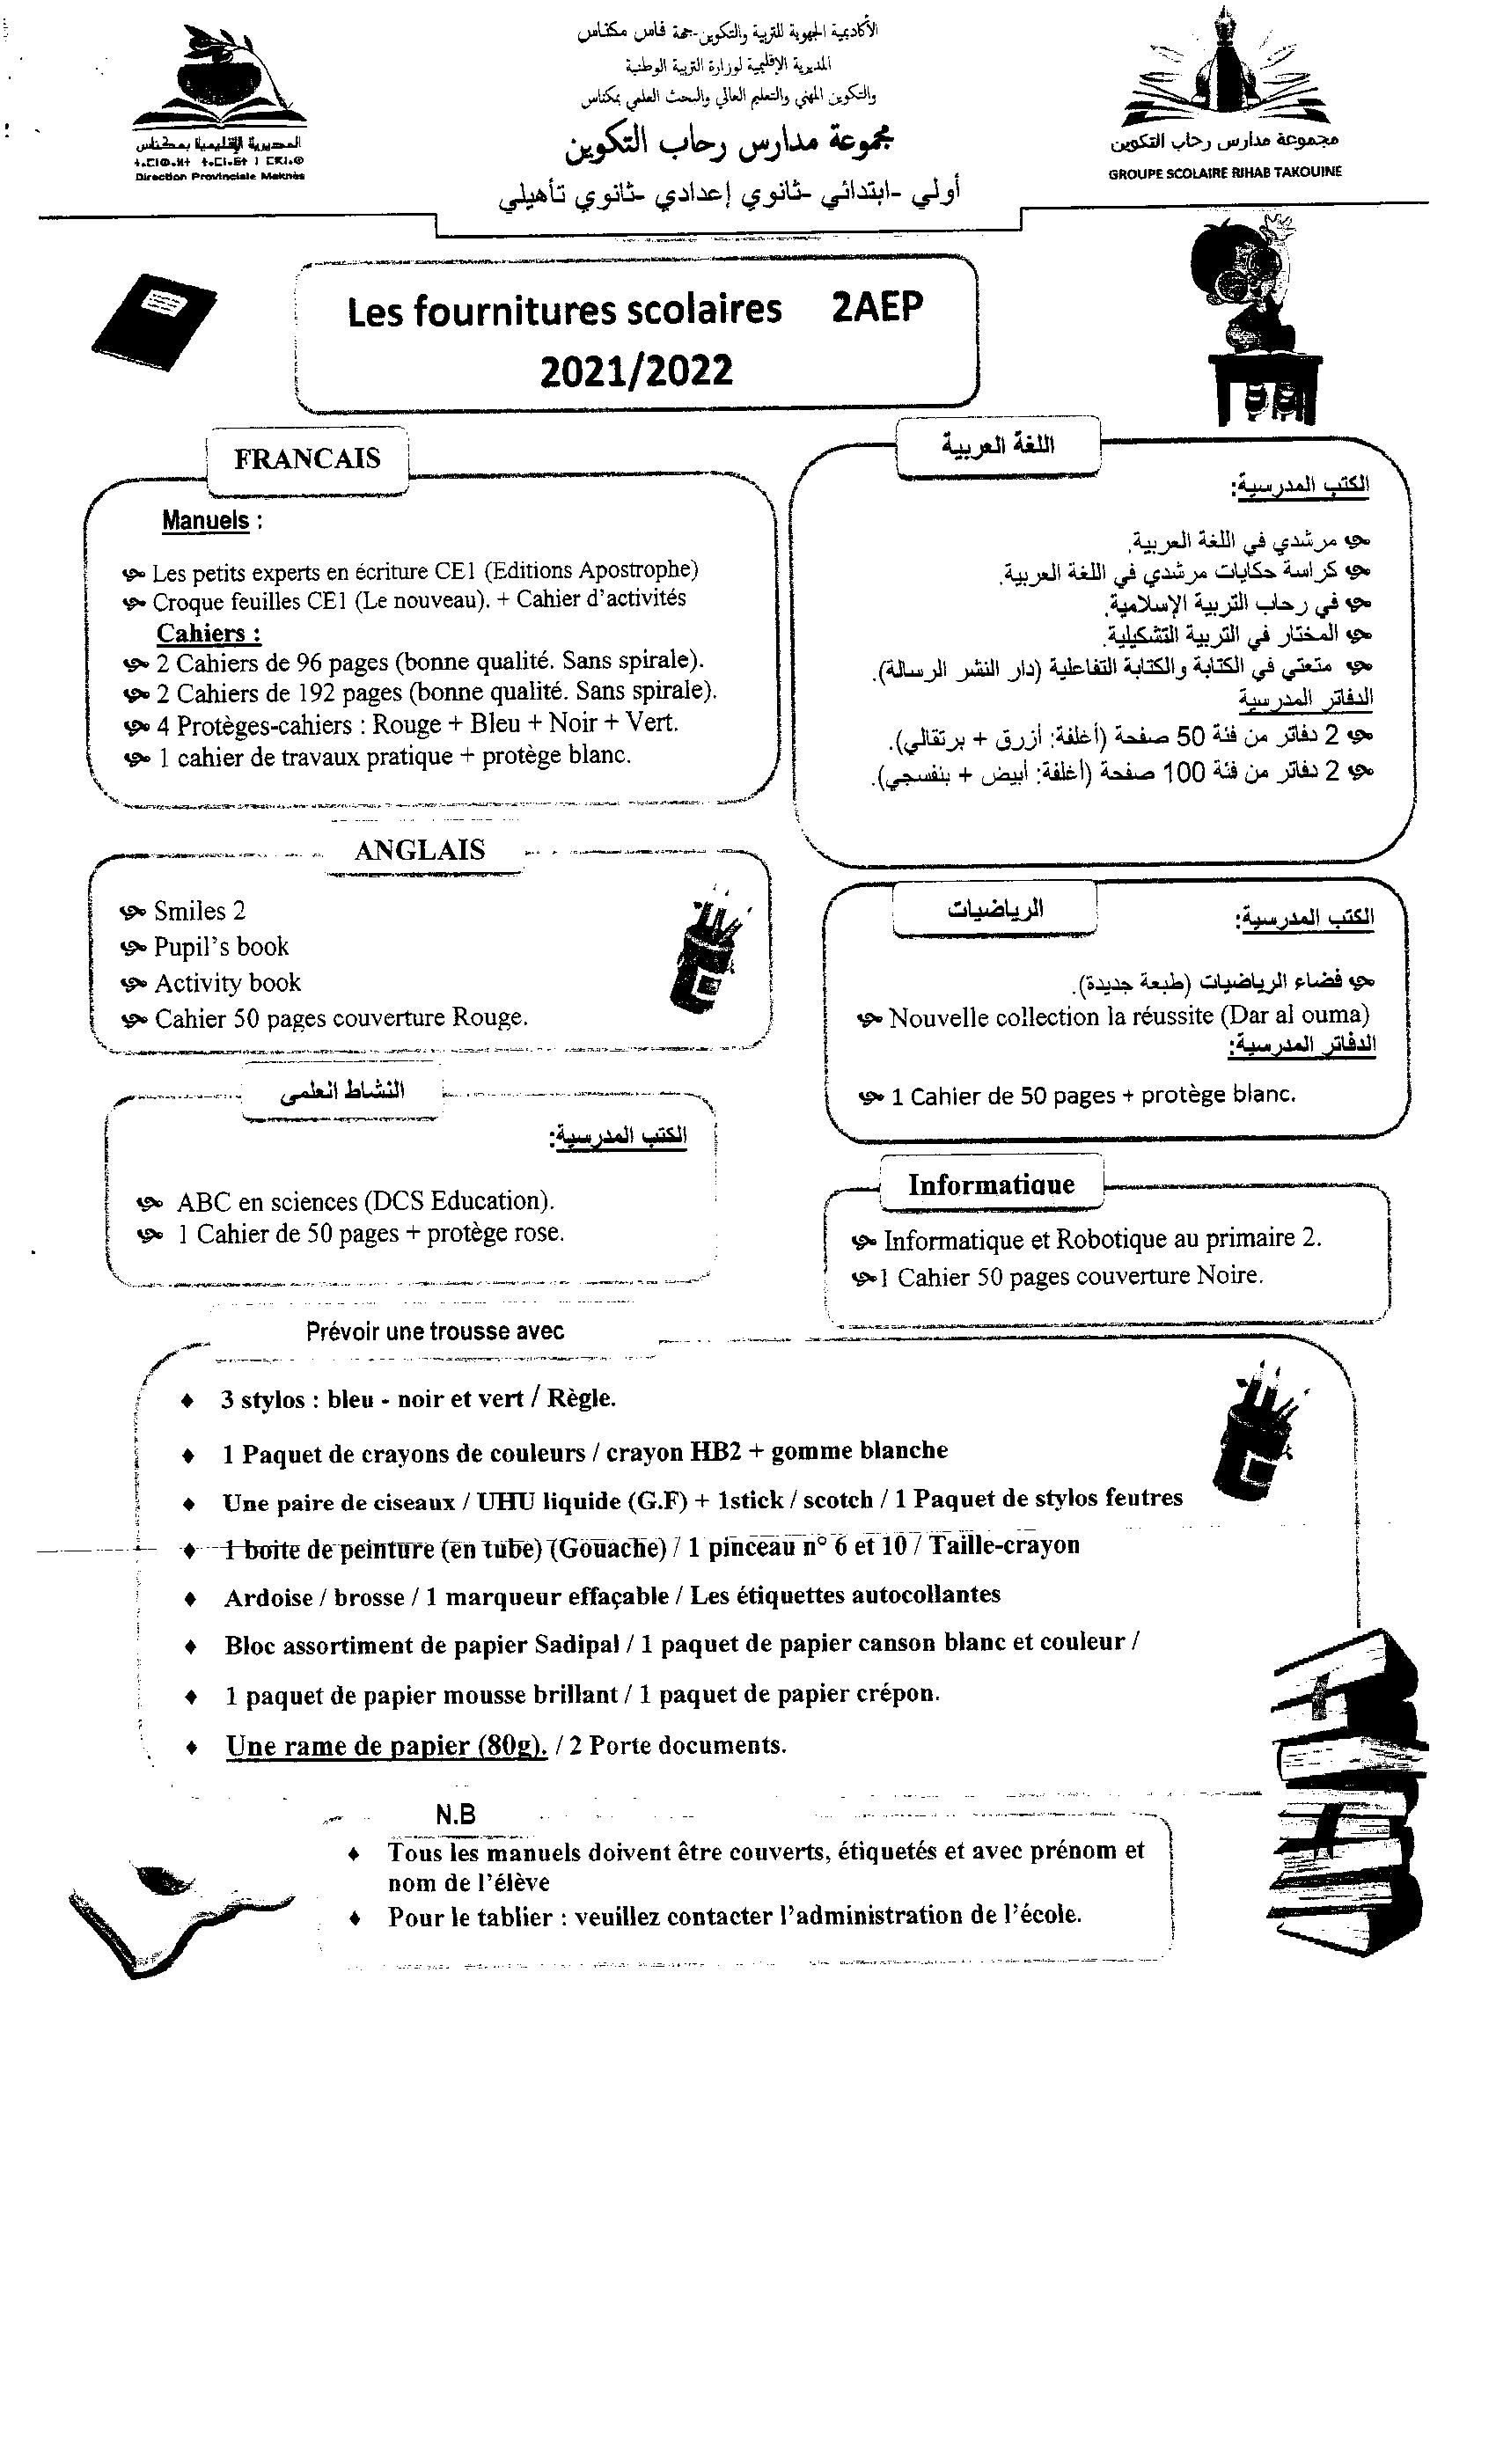 الأكاديمية الجهوية للتربية والتكوين-جهة فاس مكناس
المديرية الإقليمية لوزارة التربية الوطنية
والتكوين المهني والتعليم العالي والبحث العلمي بمكناس
مجموعة مدارس رحاب التكوين
أولي -ابتدائي -ثانوي إعدادي -ثانوي تأهيلي
المديرية الإقليمية بمكناس
Direction Provinciale Meknès
مجموعة مدارس رحاب التكوين
GROUPE SCOLAIRE RIHAB TAKOUINE
Les fournitures scolaires 2AEP
2021/2022
FRANCAIS
Manuels :
Les petits experts en écriture CE1 (Editions Apostrophe)
Croque feuilles CE1 (Le nouveau). + Cahier d’activités
Cahiers :
2 Cahiers de 96 pages (bonne qualité. Sans spirale).
2 Cahiers de 192 pages (bonne qualité. Sans spirale).
4 Protèges-cahiers : Rouge + Bleu + Noir + Vert.
1 cahier de travaux pratique + protège blanc.
اللغة العربية
الكتب المدرسية:
مرشدي في اللغة العربية.
كراسة حكايات مرشدي في اللغة العربية.
في رحاب التربية الإسلامية.
المختار في التربية التشكيلية.
متعتي في الكتابة والكتابة التفاعلية (دار النشر الرسالة).
الدفاتر المدرسية
2 دفاتر من فئة 50 صفحة (أغلفة: أزرق + برتقالي).
2 دفاتر من فئة 100 صفحة (أغلفة: أبيض + بنفسجي).
ANGLAIS
Smiles 2
Pupil’s book
Activity book
Cahier 50 pages couverture Rouge.
الرياضيات
الكتب المدرسية:
فضاء الرياضيات (طبعة جديدة).
Nouvelle collection la réussite (Dar al ouma)
الدفاتر المدرسية:
1 Cahier de 50 pages + protège blanc.
النشاط العلمي
الكتب المدرسية:
ABC en sciences (DCS Education).
1 Cahier de 50 pages + protège rose.
Informatique
Informatique et Robotique au primaire 2.
1 Cahier 50 pages couverture Noire.
Prévoir une trousse avec
♦ 3 stylos : bleu - noir et vert / Règle.
♦ 1 Paquet de crayons de couleurs / crayon HB2 + gomme blanche
♦ Une paire de ciseaux / UHU liquide (G.F) + 1stick / scotch / 1 Paquet de stylos feutres
♦ 1 boite de peinture (en tube) (Gouache) / 1 pinceau n° 6 et 10 / Taille-crayon
♦ Ardoise / brosse / 1 marqueur effaçable / Les étiquettes autocollantes
♦ Bloc assortiment de papier Sadipal / 1 paquet de papier canson blanc et couleur /
♦ 1 paquet de papier mousse brillant / 1 paquet de papier crépon.
♦ Une rame de papier (80g). / 2 Porte documents.
N.B
♦ Tous les manuels doivent être couverts, étiquetés et avec prénom et
nom de l’élève
♦ Pour le tablier : veuillez contacter l’administration de l’école.